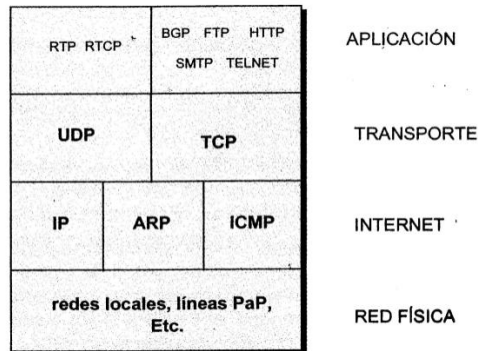 RTP RTCP
BGP FTP HTTP
SMTP TELNET
APLICACIÓN
UDP
TCP
TRANSPORTE
IP
ARP
ICMP
INTERNET
redes locales, líneas PaP,
Etc.
RED FÍSICA